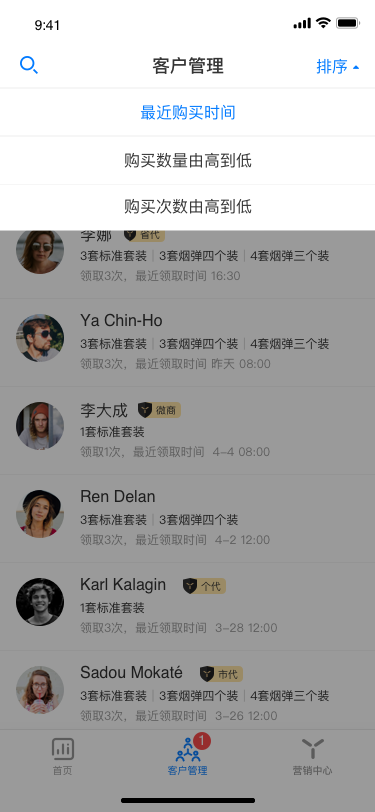 9:41
客户管理
排序
最近购买时间
购买数量由高到低
购买次数由高到低
李娜 省代
3套标准套装 | 3套烟弹四个装 | 4套烟弹三个装
领取3次，最近领取时间 16:30
Ya Chin-Ho
3套标准套装 | 3套烟弹四个装 | 4套烟弹三个装
领取3次，最近领取时间 昨天 08:00
李大成 微商
1套标准套装
领取1次，最近领取时间 4-4 08:00
Ren Delan
3套标准套装 | 3套烟弹四个装
领取3次，最近领取时间 4-2 12:00
Karl Kalagin 个代
1套标准套装
领取3次，最近领取时间 3-28 12:00
Sadou Mokaté 市代
3套标准套装 | 3套烟弹四个装 | 4套烟弹三个装
领取3次，最近领取时间 3-26 12:00
1
首页 客户管理 营销中心